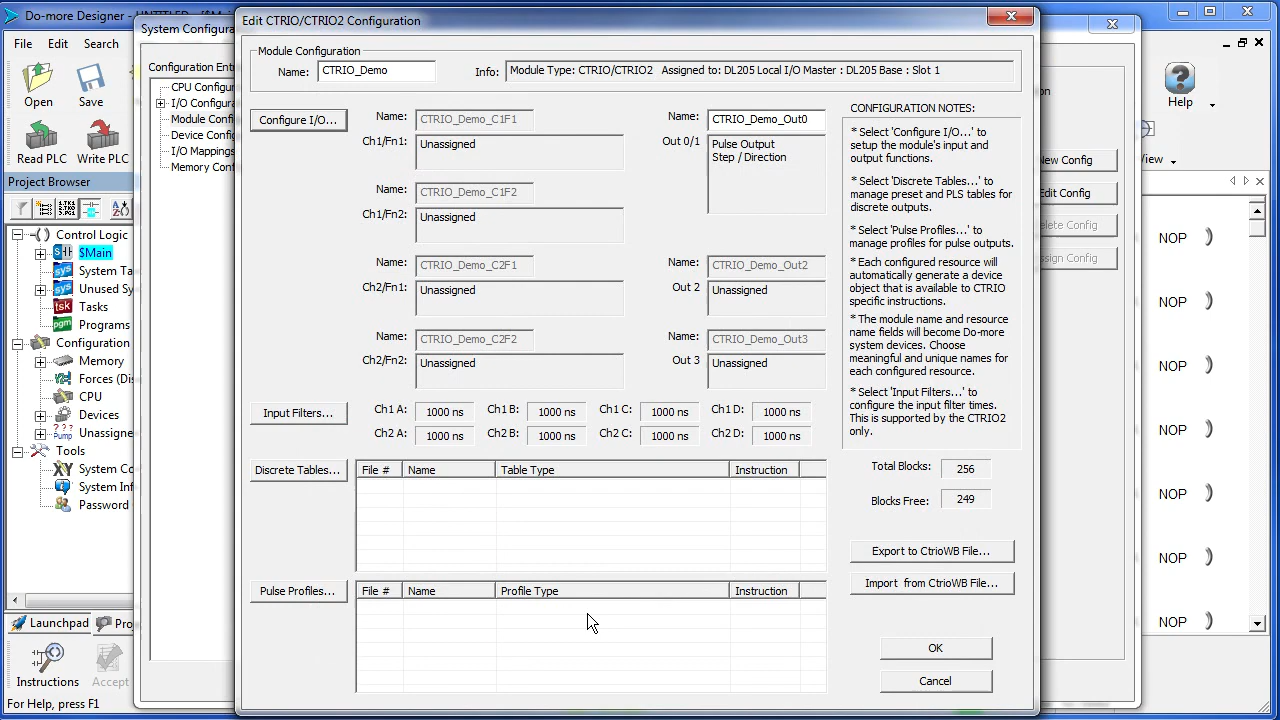 Do-more Designer
File
Edit
Search
Open
Save
Read PLC
Write PLC
Project Browser
Control Logic
$Main
System Ta
Unused Sy
Tasks
Programs
Configuration
Memory
Forces (Di
CPU
Devices
Unassigne
Tools
System Co
System Inf
Password
Launchpad
Instructions
Accept
For Help, press F1
System Configura
Configuration Ent
CPU Configur
I/O Configura
Module Confi
Device Config
I/O Mappings
Memory Conf
Edit CTRIO/CTRIO2 Configuration
Module Configuration
Name: CTRIO_Demo
Info: Module Type: CTRIO/CTRIO2 Assigned to: DL205 Local I/O Master : DL205 Base : Slot 1
Configure I/O...
Name: CTRIO_Demo_C1F1
Ch1/Fn1: Unassigned
Name: CTRIO_Demo_C1F2
Ch1/Fn2: Unassigned
Name: CTRIO_Demo_C2F1
Ch2/Fn1: Unassigned
Name: CTRIO_Demo_C2F2
Ch2/Fn2: Unassigned
Name: CTRIO_Demo_Out0
Out 0/1 Pulse Output
Step / Direction
Name: CTRIO_Demo_Out2
Out 2 Unassigned
Name: CTRIO_Demo_Out3
Out 3 Unassigned
CONFIGURATION NOTES:
* Select 'Configure I/O...' to
setup the module's input and
output functions.
* Select 'Discrete Tables...' to
manage preset and PLS tables for
discrete outputs.
* Select 'Pulse Profiles...' to
manage profiles for pulse outputs.
* Each configured resource will
automatically generate a device
object that is available to CTRIO
specific instructions.
* The module name and resource
name fields will become Do-more
system devices. Choose
meaningful and unique names for
each configured resource.
* Select 'Input Filters...' to
configure the input filter times.
This is supported by the CTRIO2
only.
Input Filters...
Ch1 A: 1000 ns Ch1 B: 1000 ns Ch1 C: 1000 ns Ch1 D: 1000 ns
Ch2 A: 1000 ns Ch2 B: 1000 ns Ch2 C: 1000 ns Ch2 D: 1000 ns
Discrete Tables...
File # Name Table Type Instruction
Total Blocks: 256
Blocks Free: 249
Export to CtrioWB File...
Import from CtrioWB File...
Pulse Profiles...
File # Name Profile Type Instruction
OK
Cancel
on
New Config
Edit Config
elete Config
ssign Config
Help
View
NOP
NOP
NOP
NOP
NOP
NOP
NOP